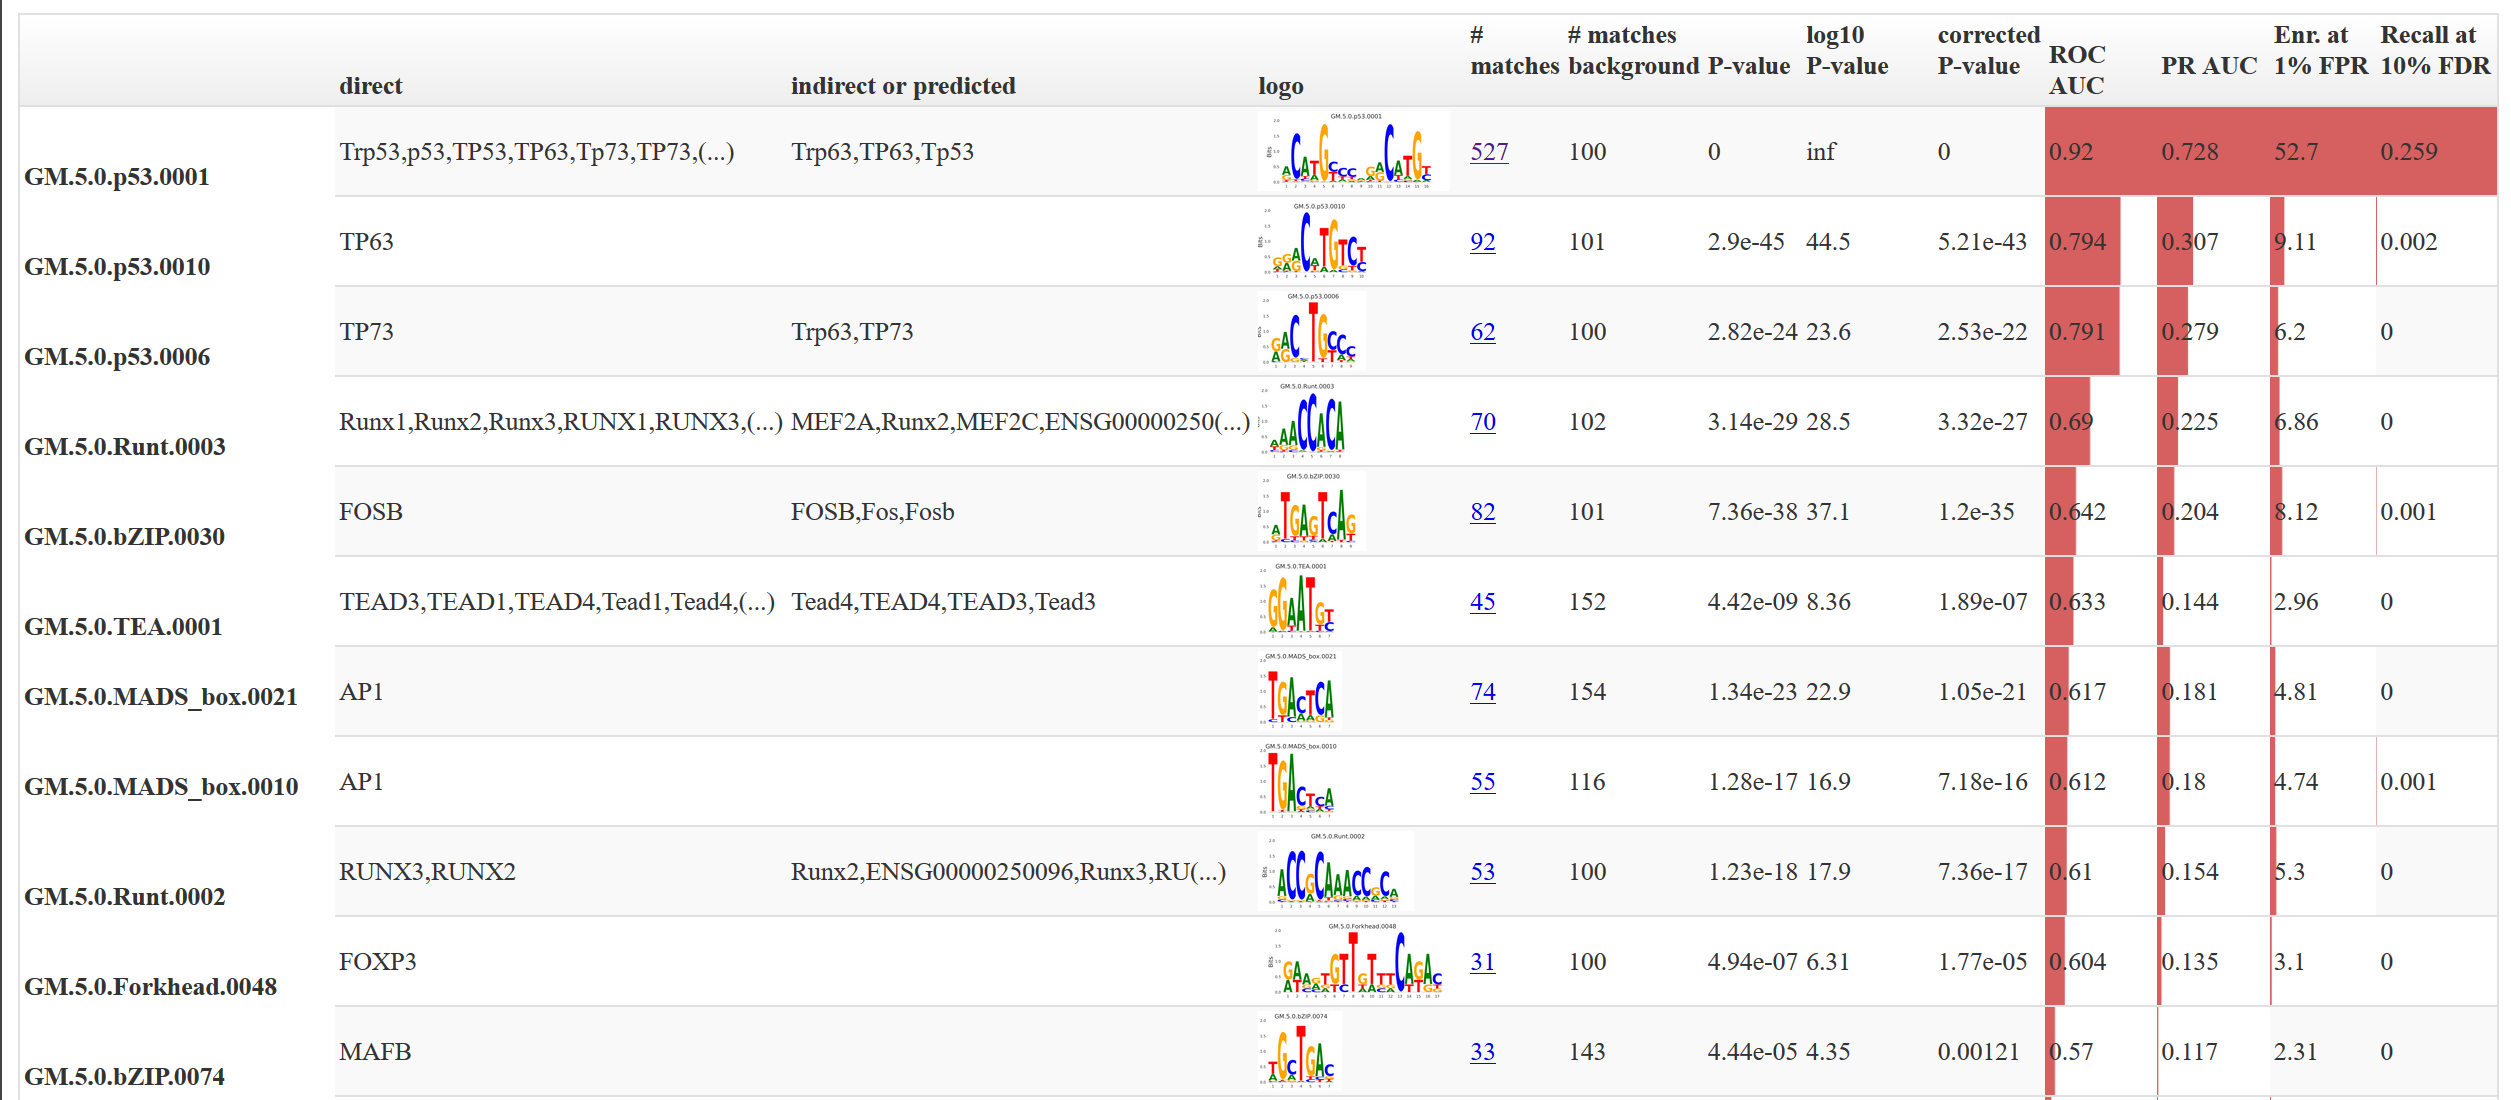 direct	indirect or predicted	logo	# matches	# matches background	P-value	log10 P-value	corrected P-value	ROC AUC	PR AUC	Enr. at 1% FPR	Recall at 10% FDR
GM.5.0.p53.0001	Trp53,p53,TP53,TP63,Tp73,TP73,(...)	Trp63,TP63,Tp53	GM.5.0.p53.0001	527	100	0	inf	0	0.92	0.728	52.7	0.259
GM.5.0.p53.0010	TP63	GM.5.0.p53.0010	92	101	2.9e-45	44.5	5.21e-43	0.794	0.307	9.11	0.002
GM.5.0.p53.0006	TP73	Trp63,TP73	GM.5.0.p53.0006	62	100	2.82e-24	23.6	2.53e-22	0.791	0.279	6.2	0
GM.5.0.Runt.0003	Runx1,Runx2,Runx3,RUNX1,RUNX3,(...)	MEF2A,Runx2,MEF2C,ENSG00000250(...)	GM.5.0.Runt.0003	70	102	3.14e-29	28.5	3.32e-27	0.69	0.225	6.86	0
GM.5.0.bZIP.0030	FOSB	FOSB,Fos,Fosb	GM.5.0.bZIP.0030	82	101	7.36e-38	37.1	1.2e-35	0.642	0.204	8.12	0.001
GM.5.0.TEA.0001	TEAD3,TEAD1,TEAD4,Tead1,Tead4,(...)	Tead4,TEAD4,TEAD3,Tead3	GM.5.0.TEA.0001	45	152	4.42e-09	8.36	1.89e-07	0.633	0.144	2.96	0
GM.5.0.MADS_box.0021	AP1	GM.5.0.MADS_box.0021	74	154	1.34e-23	22.9	1.05e-21	0.617	0.181	4.81	0
GM.5.0.MADS_box.0010	AP1	GM.5.0.MADS_box.0010	55	116	1.28e-17	16.9	7.18e-16	0.612	0.18	4.74	0.001
GM.5.0.Runt.0002	RUNX3,RUNX2	Runx2,ENSG00000250096,Runx3,RU(...)	GM.5.0.Runt.0002	53	100	1.23e-18	17.9	7.36e-17	0.61	0.154	5.3	0
GM.5.0.Forkhead.0048	FOXP3	GM.5.0.Forkhead.0048	31	100	4.94e-07	6.31	1.77e-05	0.604	0.135	3.1	0
GM.5.0.bZIP.0074	MAFB	GM.5.0.bZIP.0074	33	143	4.44e-05	4.35	0.00121	0.57	0.117	2.31	0